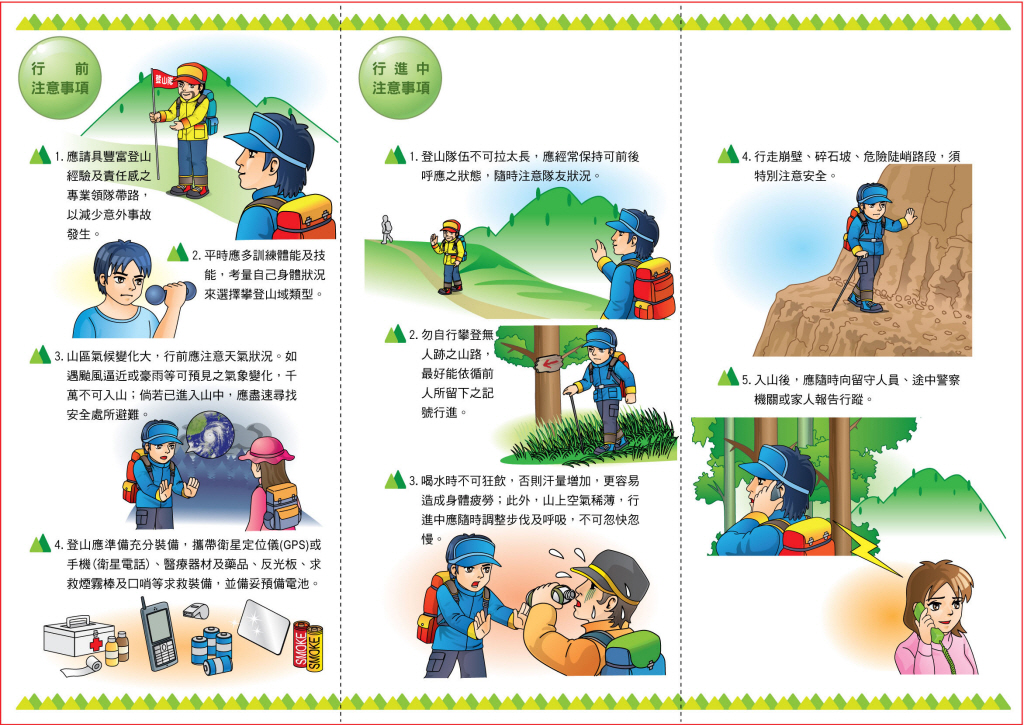 行前
注意事項
登山吧
1. 應請具豐富登山
經驗及責任感之
專業領隊帶路,
以減少意外事故
發生。
2. 平時應多訓練體能及技
能,考量自己身體狀況
來選擇攀登山域類型。
3. 山區氣候變化大,行前應注意天氣狀況。如
遇颱風逼近或豪雨等可預見之氣象變化,千
萬不可入山;倘若已進入山中,應盡速尋找
安全處所避難。
4. 登山應準備充分裝備,攜帶衛星定位儀(GPS)或
手機(衛星電話)、醫療器材及藥品、反光板、求
救煙霧棒及口哨等求救裝備,並備妥預備電池。
SMOKE
SMOKE
行進中
注意事項
1. 登山隊伍不可拉太長,應經常保持可前後
呼應之狀態,隨時注意隊友狀況。
2. 勿自行攀登無
人跡之山路,
最好能依循前
人所留下之記
號行進。
3. 喝水時不可狂飲,否則汗量增加,更容易
造成身體疲勞;此外,山上空氣稀薄,行
進中應隨時調整步伐及呼吸,不可忽快忽
慢。
4. 行走崩壁、碎石坡、危險陡峭路段,須
特別注意安全。
5. 入山後,應隨時向留守人員、途中警察
機關或家人報告行蹤。